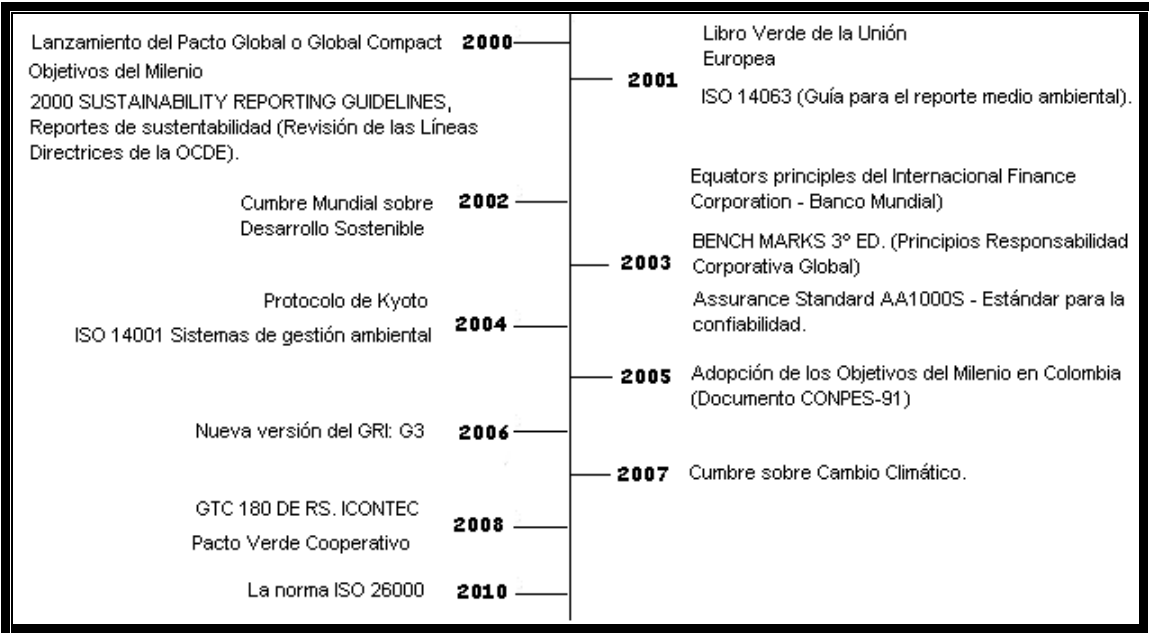 Lanzamiento del Pacto Global o Global Compact 2000
Objetivos del Milenio
2000 SUSTAINABILITY REPORTING GUIDELINES,
Reportes de sustentabilidad (Revisión de las Líneas
Directrices de la OCDE).
Libro Verde de la Unión
Europea
2001
ISO 14063 (Guía para el reporte medio ambiental).
Cumbre Mundial sobre 2002
Desarrollo Sostenible
Equators principles del Internacional Finance
Corporation - Banco Mundial)
BENCH MARKS 3º ED. (Principios Responsabilidad
2003 Corporativa Global)
Assurance Standard AA1000S - Estándar para la
confiabilidad.
Protocolo de Kyoto
2004
ISO 14001 Sistemas de gestión ambiental
2005 Adopción de los Objetivos del Milenio en Colombia
(Documento CONPES-91)
Nueva versión del GRI: G3 2006
2007 Cumbre sobre Cambio Climático.
GTC 180 DE RS. ICONTEC
2008
Pacto Verde Cooperativo
La norma ISO 26000 2010